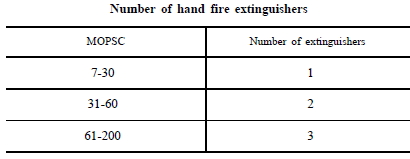 Number of hand fire extinguishers
MOPSC Number of extinguishers
7-30 1
31-60 2
61-200 3